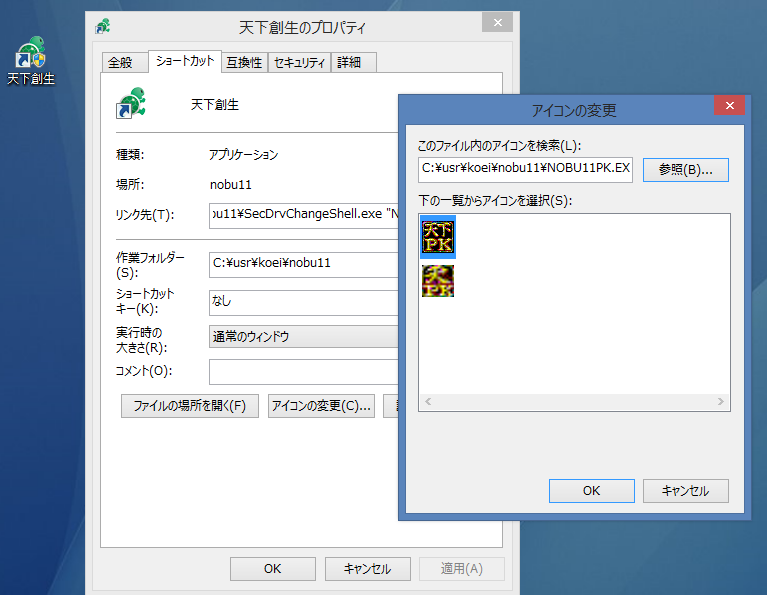 天下創生
天下創生のプロパティ
全般
ショートカット
互換性
セキュリティ
詳細
天下創生
種類:
アプリケーション
場所:
nobu11
リンク先(T):
u11¥SecDrvChangeShell.exe "N
作業フォルダー
(S):
C:¥usr¥koei¥nobu11
ショートカット
キー(K):
なし
実行時の
大きさ(R):
通常のウィンドウ
コメント(O):
ファイルの場所を開く(F)
アイコンの変更(C)...
OK
キャンセル
適用(A)
アイコンの変更
このファイル内のアイコンを検索(L):
C:¥usr¥koei¥nobu11¥NOBU11PK.EX
参照(B)...
下の一覧からアイコンを選択(S):
天下
PK
天
PK
OK
キャンセル